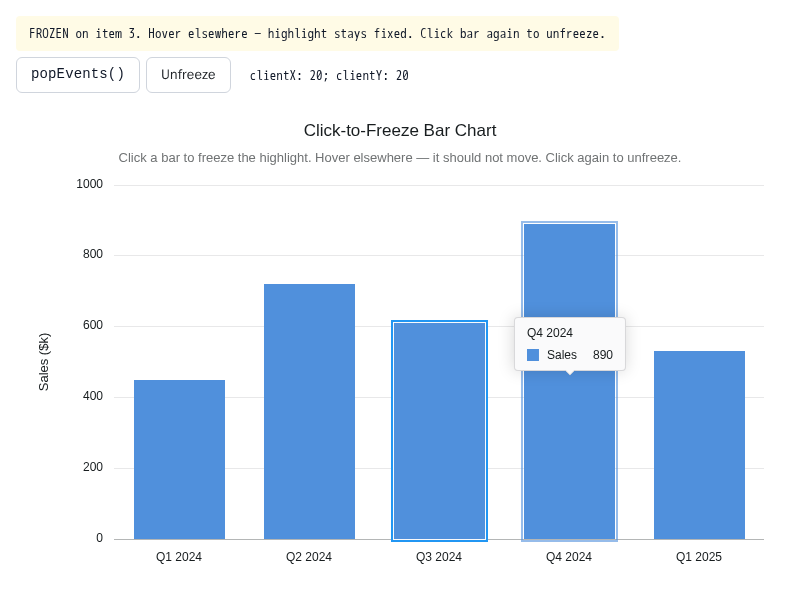 FROZEN on item 3. Hover elsewhere — highlight stays fixed. Click bar again to unfreeze.
popEvents() Unfreeze clientX: 20; clientY: 20
Click-to-Freeze Bar Chart
Click a bar to freeze the highlight. Hover elsewhere — it should not move. Click again to unfreeze.
1000
800
600
400
200
0
Sales ($k)
Q4 2024
Sales 890
Q1 2024 Q2 2024 Q3 2024 Q4 2024 Q1 2025